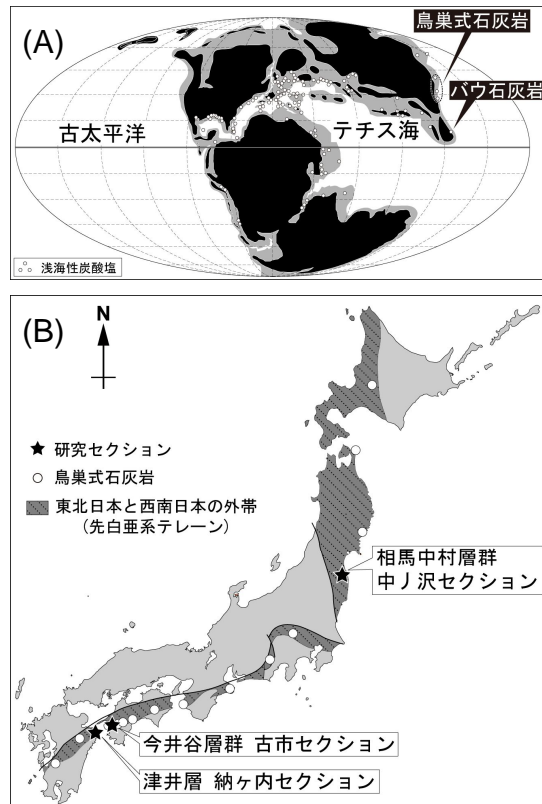 (A)
鳥巣式石灰岩
バウ石灰岩
古太平洋
テチス海
浅海性炭酸塩
(B)
N
研究セクション
鳥巣式石灰岩
東北日本と西南日本の外帯
(先白亜系テレーン)
相馬中村層群
中ノ沢セクション
今井谷層群 古市セクション
津井層 納ヶ内セクション